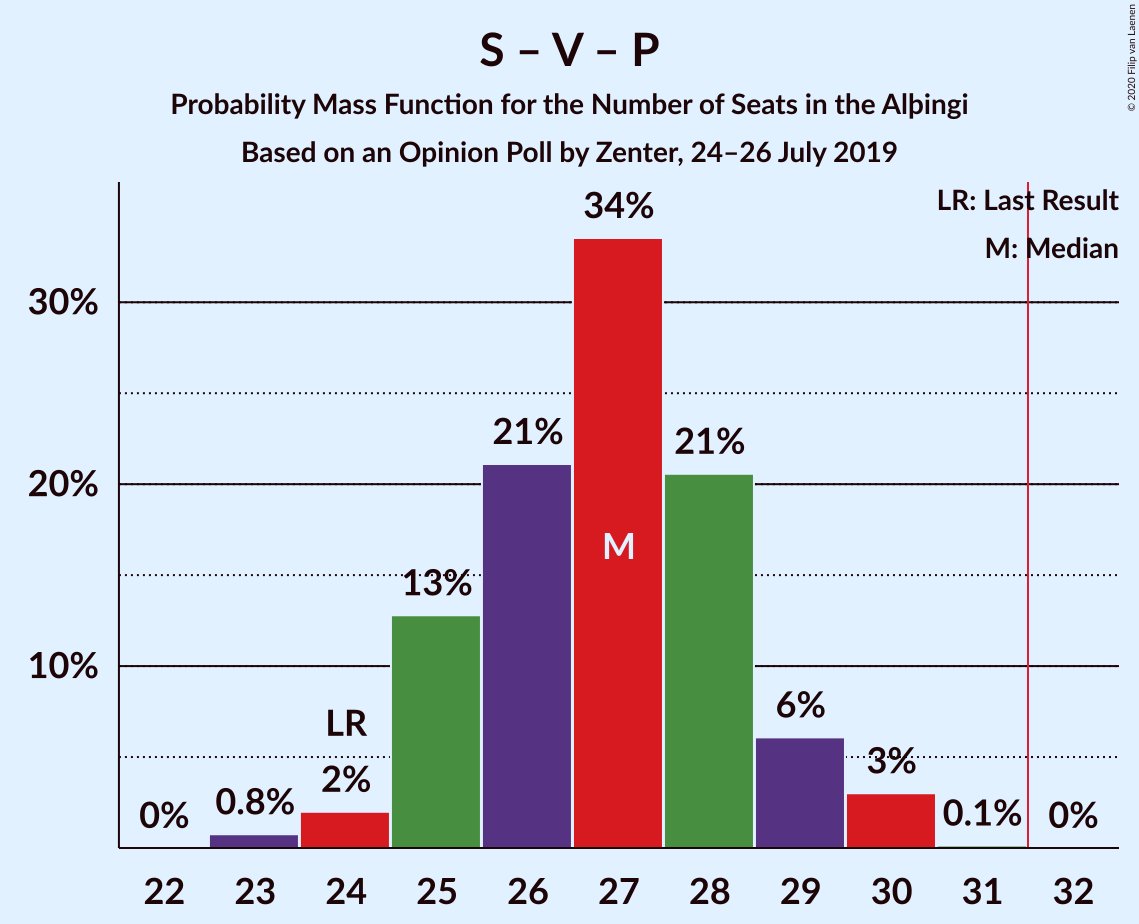 S – V – P
Probability Mass Function for the Number of Seats in the Alþingi
Based on an Opinion Poll by Zenter, 24–26 July 2019
© 2020 Filip van Laenen
LR: Last Result
M: Median
34%
30%
21%
21%
20%
M
13%
10%
6%
LR
3%
2%
0%
0.8%
0.1%
0%
22 23 24 25 26 27 28 29 30 31 32